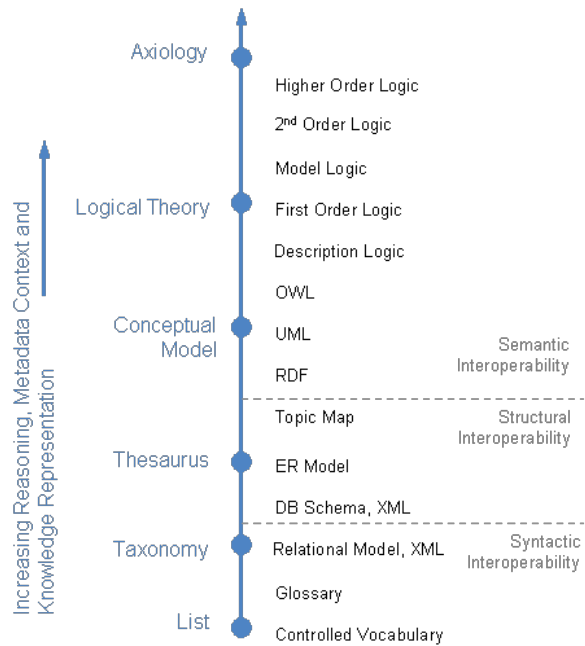 Axiology
Higher Order Logic
2nd Order Logic
Model Logic
Logical Theory
First Order Logic
Description Logic
OWL
Conceptual
Model
UML
Semantic
Interoperability
RDF
Topic Map
Structural
Interoperability
Thesaurus
ER Model
DB Schema, XML
Taxonomy
Relational Model, XML
Syntactic
Interoperability
Glossary
List
Controlled Vocabulary
Increasing Reasoning, Metadata Context and
Knowledge Representation